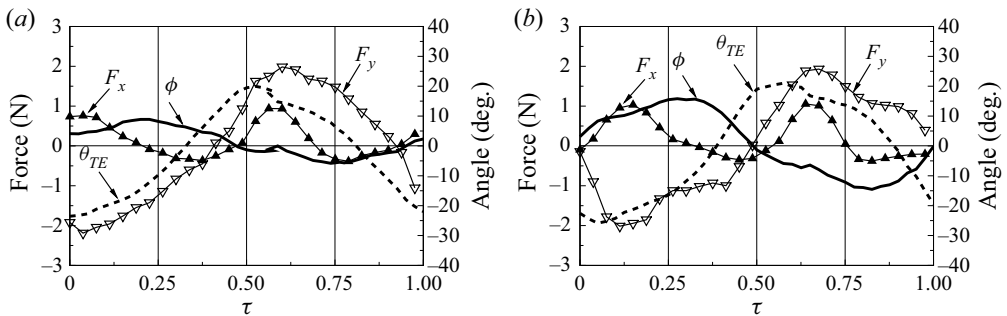 (a)
3
2
1
0
−1
−2
−3
Force (N)
40
30
20
10
0
−10
−20
−30
−40
Angle (deg.)
0
0.25
0.50
0.75
1.00
τ
F_x
ϕ
F_y
θ_TE
(b)
3
2
1
0
−1
−2
−3
Force (N)
40
30
20
10
0
−10
−20
−30
−40
Angle (deg.)
0
0.25
0.50
0.75
1.00
τ
F_x
ϕ
θ_TE
F_y